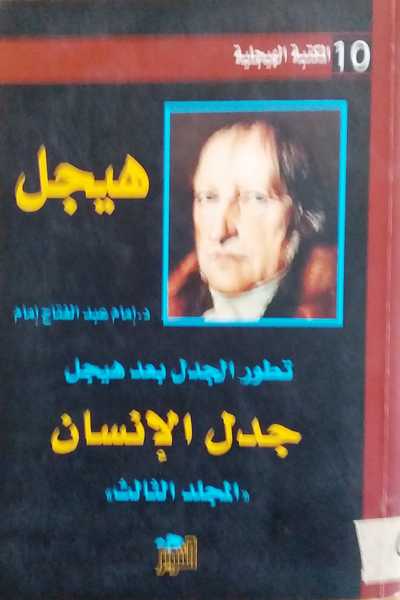 10 المكتبة الهيجلية
هيجل
د. إمام عبد الفتاح إمام
تطور الجدل بعد هيجل
جدل الإنسان
«المجلد الثالث»
التنوير